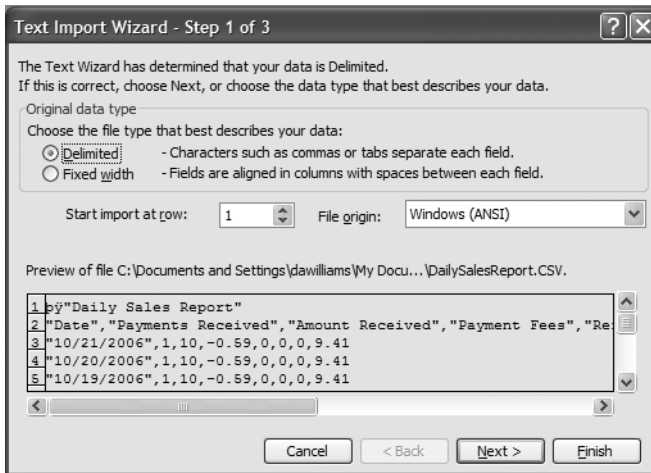 Text Import Wizard - Step 1 of 3
The Text Wizard has determined that your data is Delimited.
If this is correct, choose Next, or choose the data type that best describes your data.
Original data type
Choose the file type that best describes your data:
Delimited - Characters such as commas or tabs separate each field.
Fixed width - Fields are aligned in columns with spaces between each field.
Start import at row: 1 File origin: Windows (ANSI)
Preview of file C:\Documents and Settings\dawilliams\My Docu...\DailySalesReport.CSV.
1 þÿ"Daily Sales Report"
2 "Date","Payments Received","Amount Received","Payment Fees","Re
3 "10/21/2006",1,10,-0.59,0,0,0,9.41
4 "10/20/2006",1,10,-0.59,0,0,0,9.41
5 "10/19/2006",1,10,-0.59,0,0,0,9.41
Cancel < Back Next > Finish